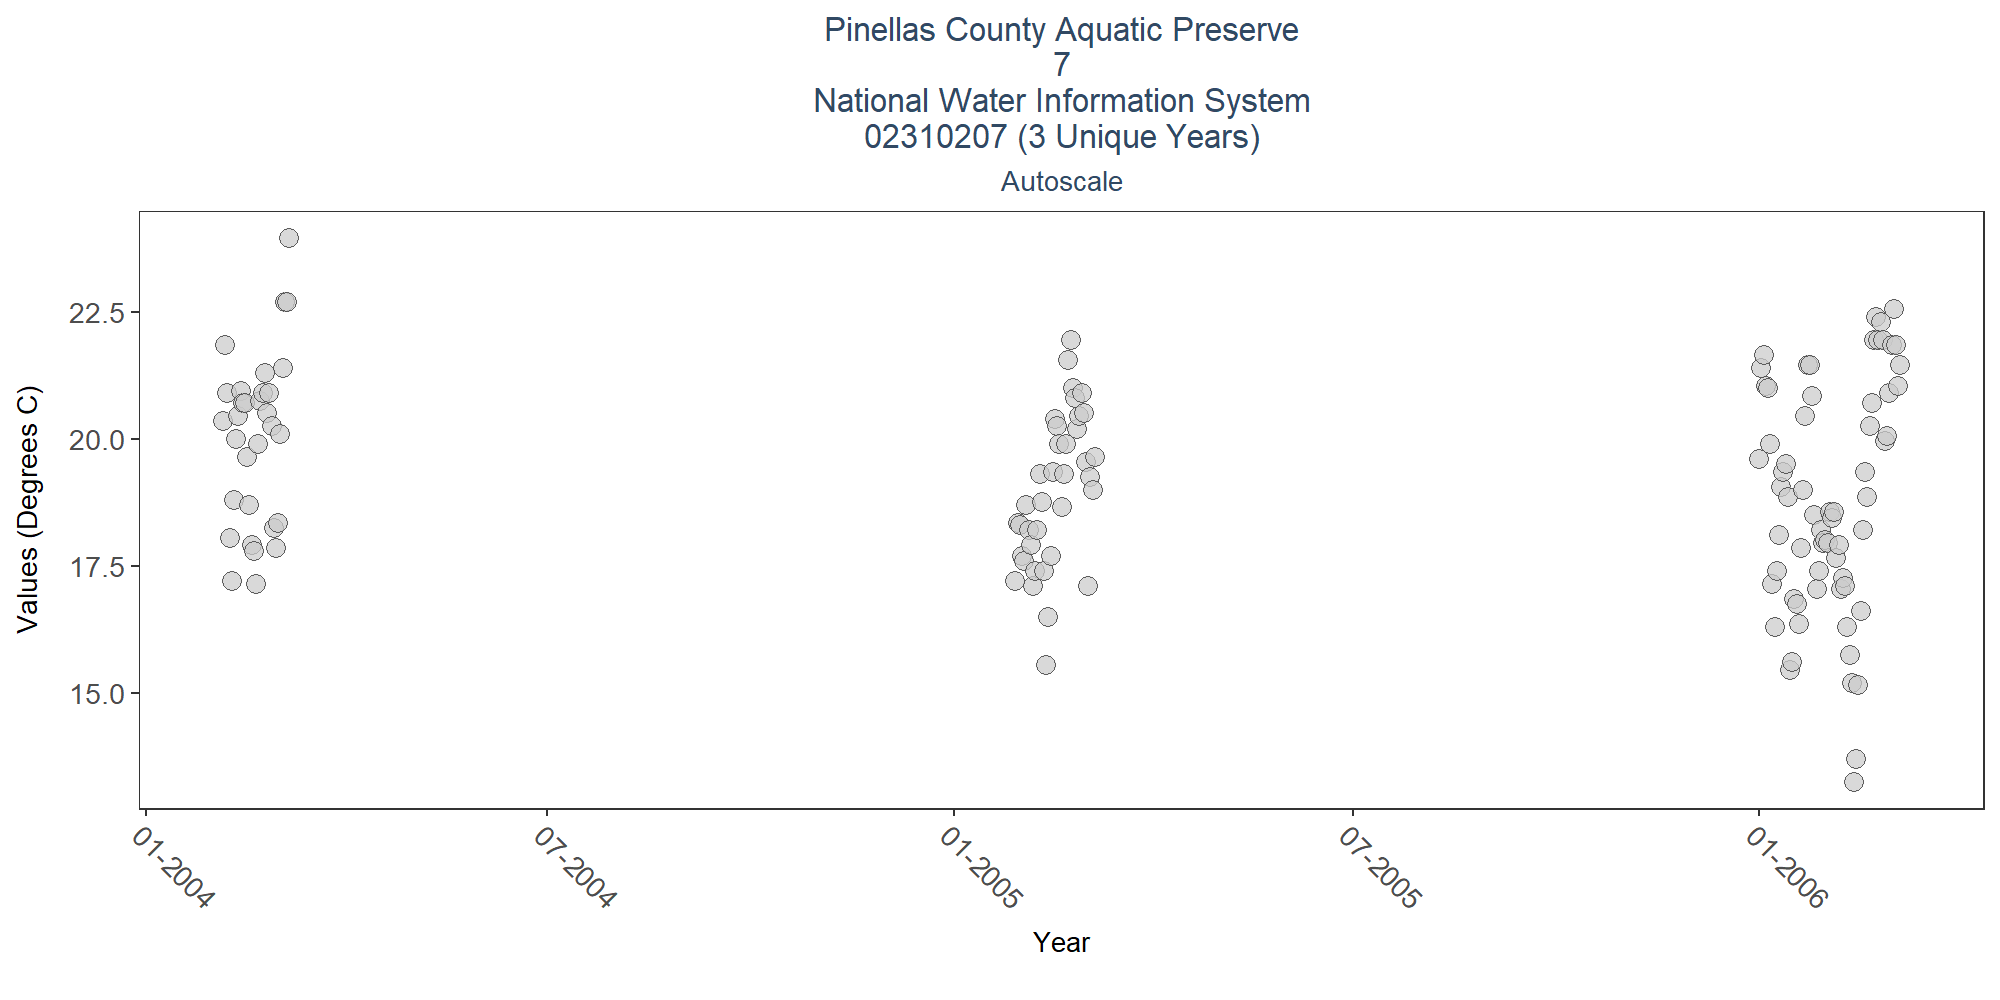 Pinellas County Aquatic Preserve
7
National Water Information System
02310207 (3 Unique Years)
Autoscale
Values (Degrees C)
22.5
20.0
17.5
15.0
01-2004
07-2004
01-2005
07-2005
01-2006
Year